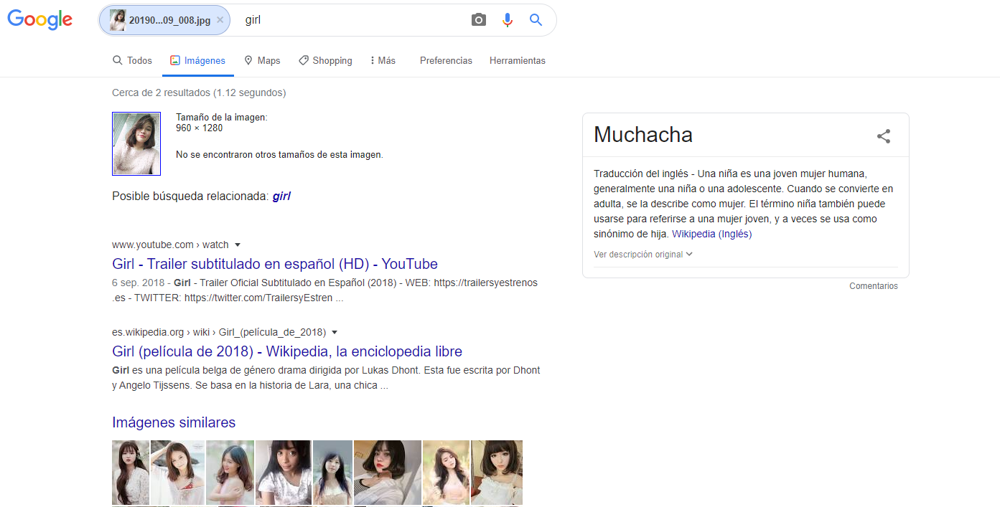 Google
20190...09_008.jpg × girl
Todos Imágenes Maps Shopping Más Preferencias Herramientas
Cerca de 2 resultados (1.12 segundos)
Tamaño de la imagen:
960 × 1280
No se encontraron otros tamaños de esta imagen.
Posible búsqueda relacionada: girl
www.youtube.com › watch
Girl - Trailer subtitulado en español (HD) - YouTube
6 sep. 2018 - Girl - Trailer Oficial Subtitulado en Español (2018) - WEB: https://trailersyestrenos
.es - TWITTER: https://twitter.com/TrailersyEstren ...
es.wikipedia.org › wiki › Girl_(película_de_2018)
Girl (película de 2018) - Wikipedia, la enciclopedia libre
Girl es una película belga de género drama dirigida por Lukas Dhont. Esta fue escrita por Dhont
y Angelo Tijssens. Se basa en la historia de Lara, una chica ...
Imágenes similares
Muchacha
Traducción del inglés - Una niña es una joven mujer humana,
generalmente una niña o una adolescente. Cuando se convierte en
adulta, se la describe como mujer. El término niña también puede
usarse para referirse a una mujer joven, y a veces se usa como
sinónimo de hija. Wikipedia (Inglés)
Ver descripción original
Comentarios